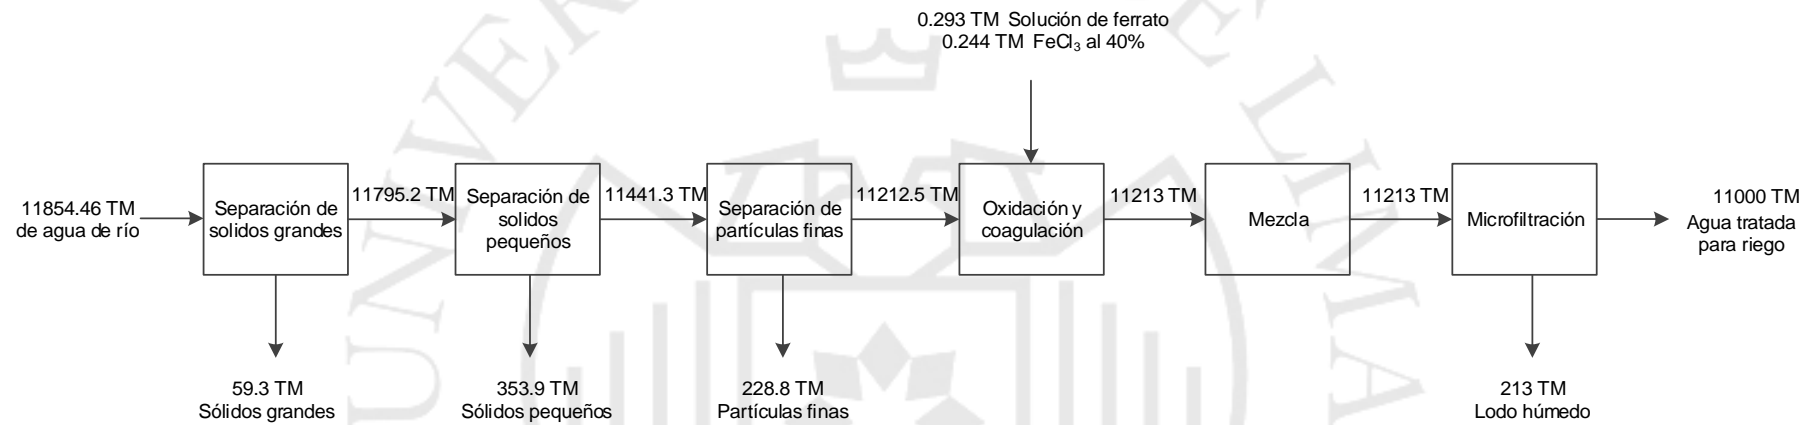 0.293 TM Solución de ferrato
0.244 TM FeCl₃ al 40%
11854.46 TM
de agua de río
Separación de
solidos grandes
11795.2 TM
Separación de
solidos
pequeños
11441.3 TM
Separación de
partículas finas
11212.5 TM
Oxidación y
coagulación
11213 TM
Mezcla
11213 TM
Microfiltración
11000 TM
Agua tratada
para riego
59.3 TM
Sólidos grandes
353.9 TM
Sólidos pequeños
228.8 TM
Partículas finas
213 TM
Lodo húmedo